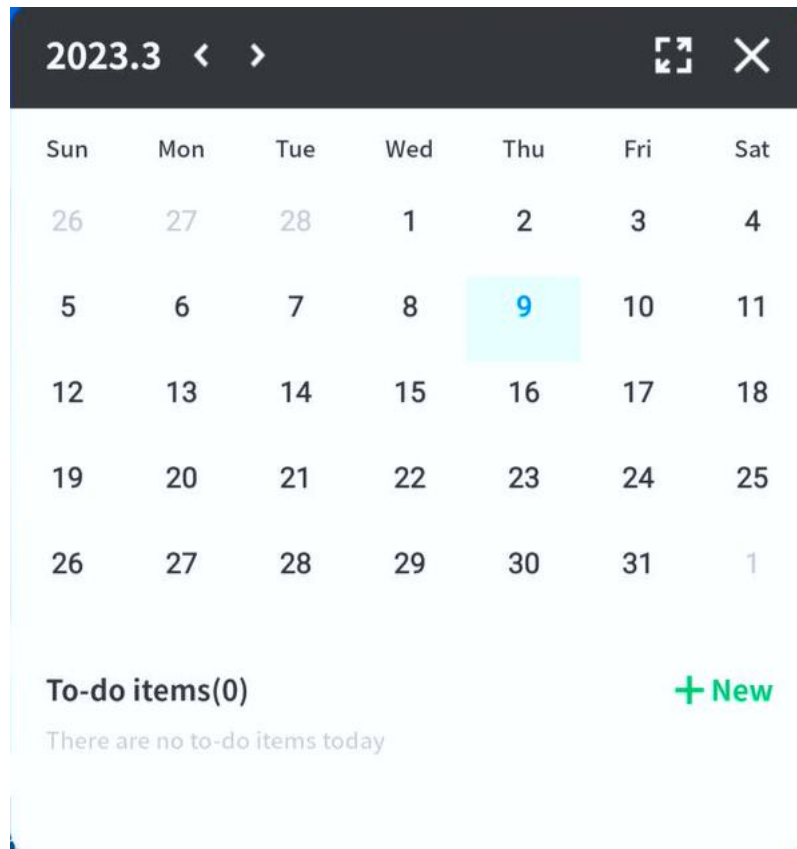 2023.3 < >
Sun Mon Tue Wed Thu Fri Sat
26 27 28 1 2 3 4
5 6 7 8 9 10 11
12 13 14 15 16 17 18
19 20 21 22 23 24 25
26 27 28 29 30 31 1
To-do items(0) + New
There are no to-do items today